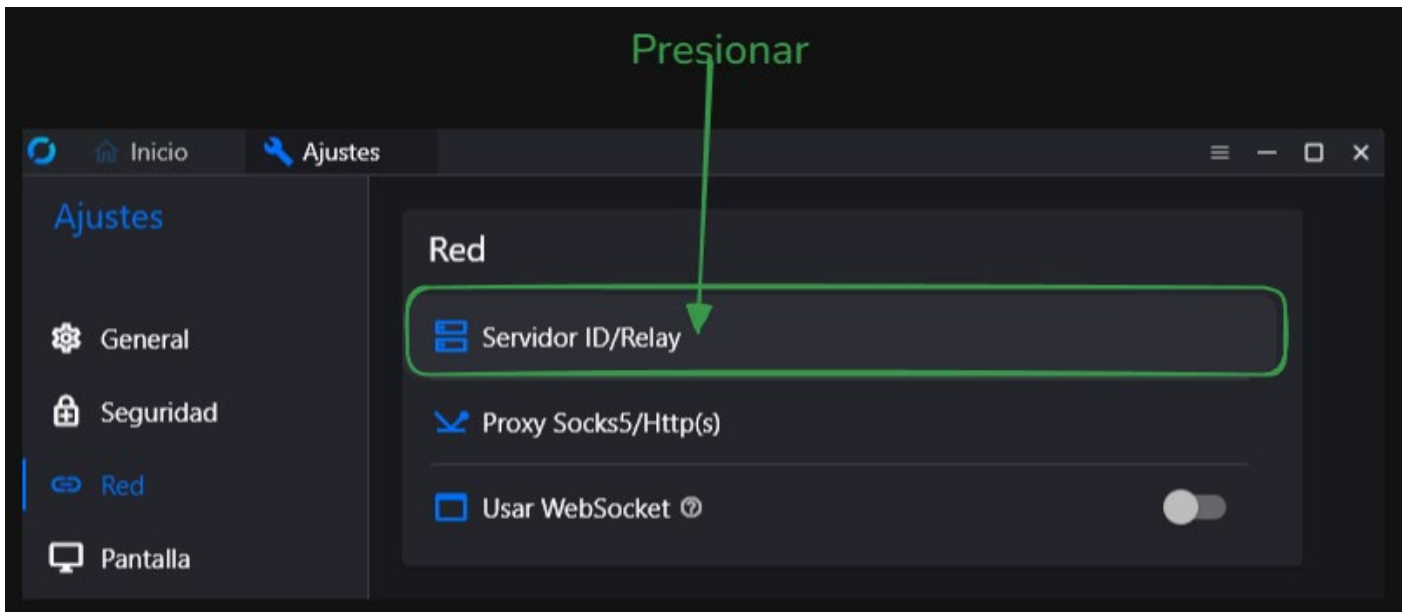 Presionar
Inicio
Ajustes
Ajustes
General
Seguridad
Red
Pantalla
Red
Servidor ID/Relay
Proxy Socks5/Http(s)
Usar WebSocket